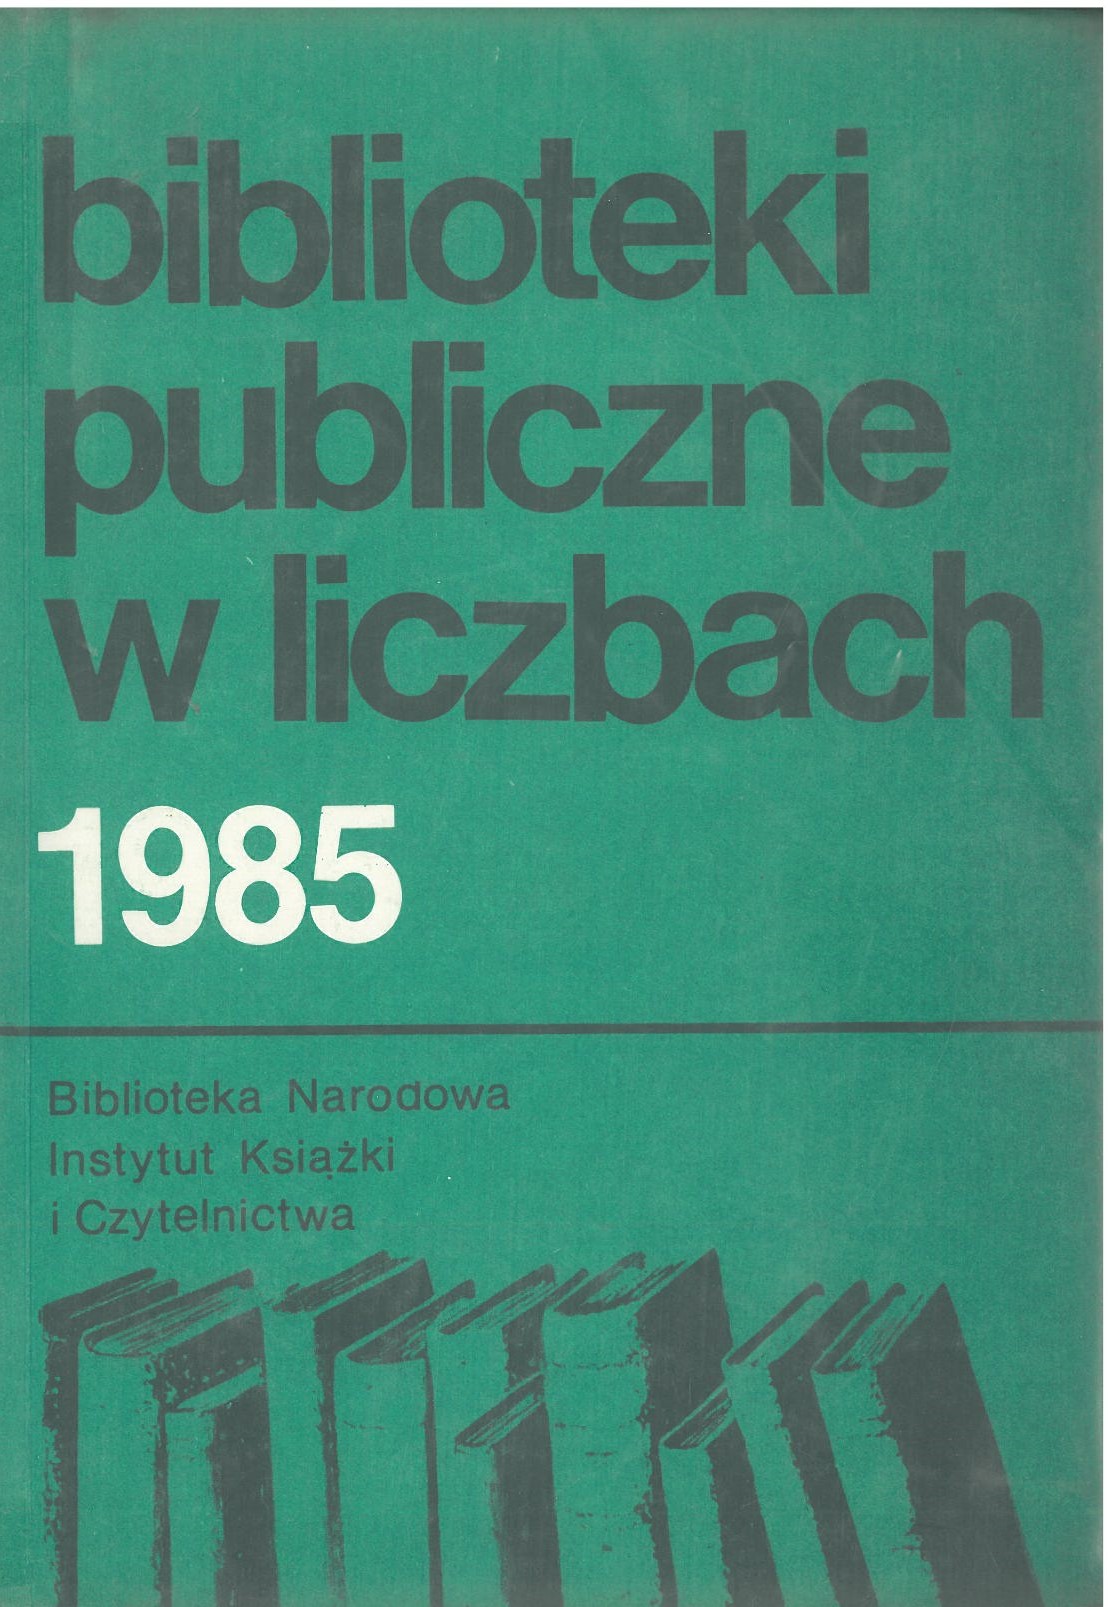 biblioteki
publiczne
w liczbach
1985
Biblioteka Narodowa
Instytut Książki
i Czytelnictwa